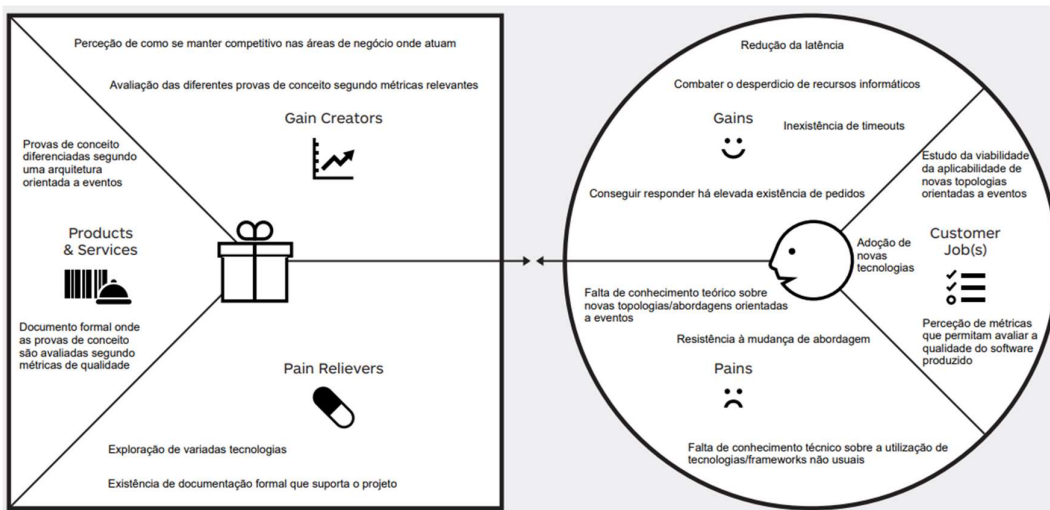 Perceção de como se manter competitivo nas áreas de negócio onde atuam
Avaliação das diferentes provas de conceito segundo métricas relevantes
Gain Creators
Provas de conceito
diferenciadas segundo
uma arquitetura
orientada a eventos
Products
& Services
Documento formal onde
as provas de conceito
são avaliadas segundo
métricas de qualidade
Pain Relievers
Exploração de variadas tecnologias
Existência de documentação formal que suporta o projeto
Redução da latência
Combater o desperdicio de recursos informáticos
Gains
Inexistência de timeouts
Conseguir responder há elevada existência de pedidos
Estudo da viabilidade
da aplicabilidade de
novas topologias
orientadas a eventos
Adoção de
novas
tecnologias
Customer
Job(s)
Perceção de métricas
que permitam avaliar a
qualidade do software
produzido
Falta de conhecimento teórico sobre
novas topologias/abordagens orientadas
a eventos
Resistência à mudança de abordagem
Pains
Falta de conhecimento técnico sobre a utilização de
tecnologias/frameworks não usuais